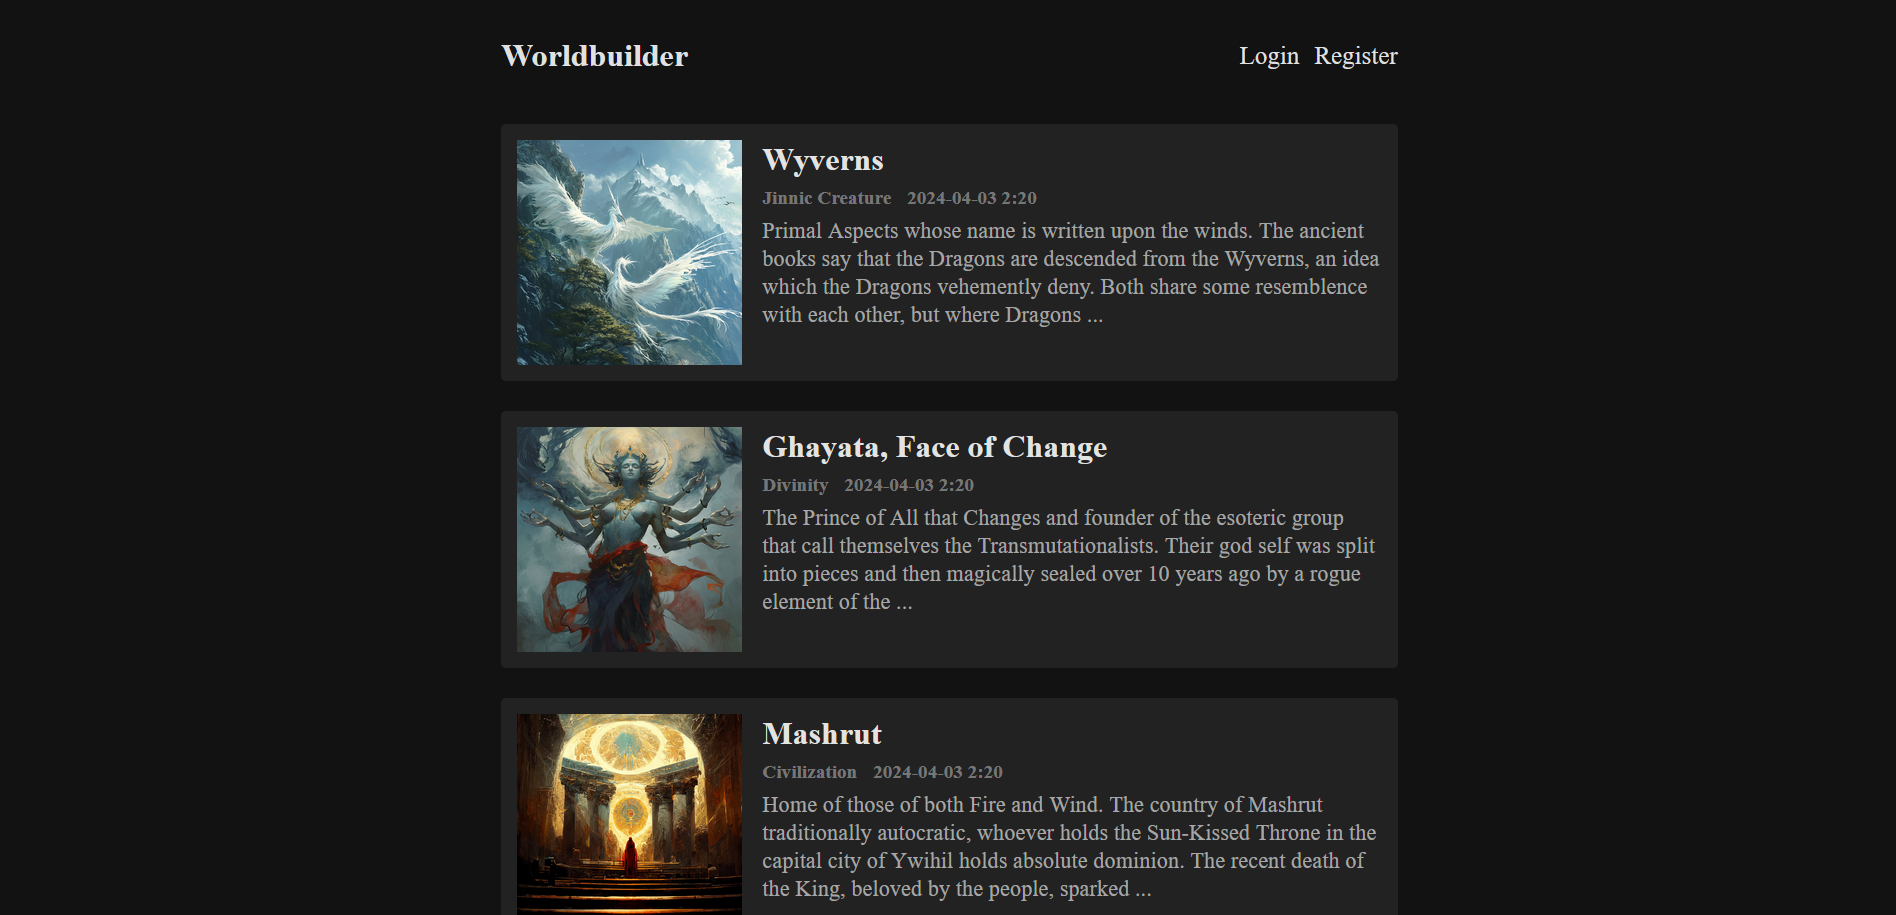 Worldbuilder
Login Register
Wyverns
Jinnic Creature 2024-04-03 2:20
Primal Aspects whose name is written upon the winds. The ancient
books say that the Dragons are descended from the Wyverns, an idea
which the Dragons vehemently deny. Both share some resemblence
with each other, but where Dragons ...
Ghayata, Face of Change
Divinity 2024-04-03 2:20
The Prince of All that Changes and founder of the esoteric group
that call themselves the Transmutationalists. Their god self was split
into pieces and then magically sealed over 10 years ago by a rogue
element of the ...
Mashrut
Civilization 2024-04-03 2:20
Home of those of both Fire and Wind. The country of Mashrut
traditionally autocratic, whoever holds the Sun-Kissed Throne in the
capital city of Ywihil holds absolute dominion. The recent death of
the King, beloved by the people, sparked ...